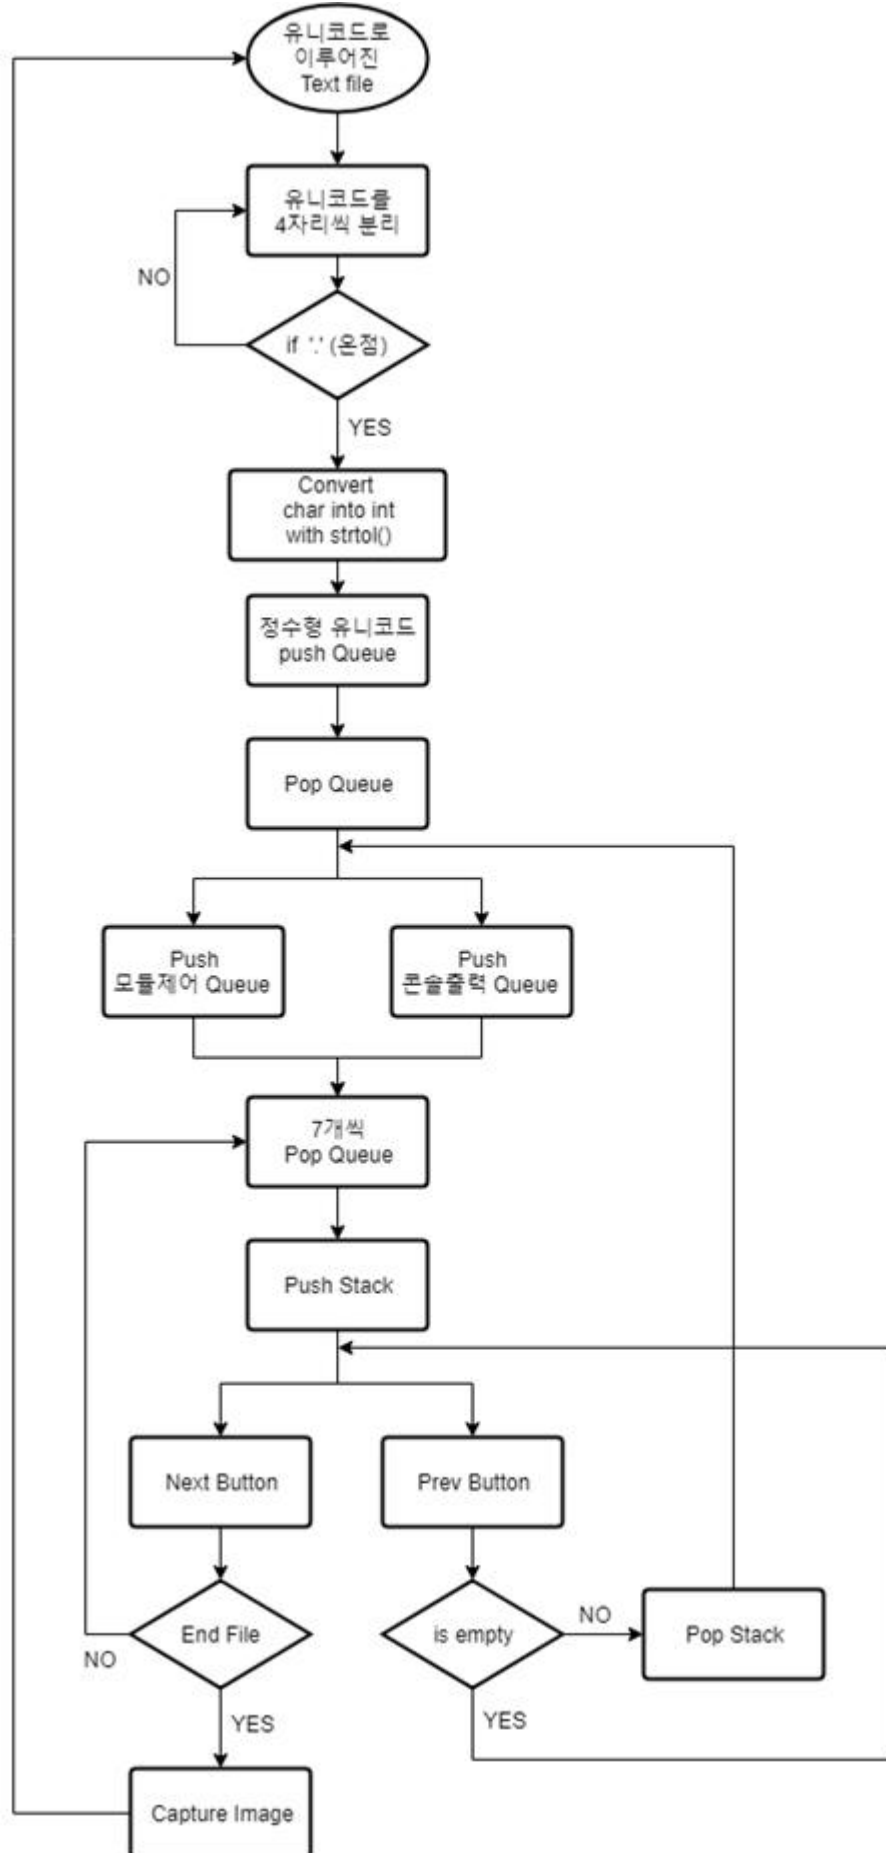 유니코드로
이루어진
Text file
유니코드를
4자리씩 분리
NO
if '.' (온점)
YES
Convert
char into int
with strtol()
정수형 유니코드
push Queue
Pop Queue
Push
모듈제어 Queue
Push
콘솔출력 Queue
7개씩
Pop Queue
Push Stack
Next Button
Prev Button
End File
NO
is empty
NO
Pop Stack
YES
YES
Capture Image